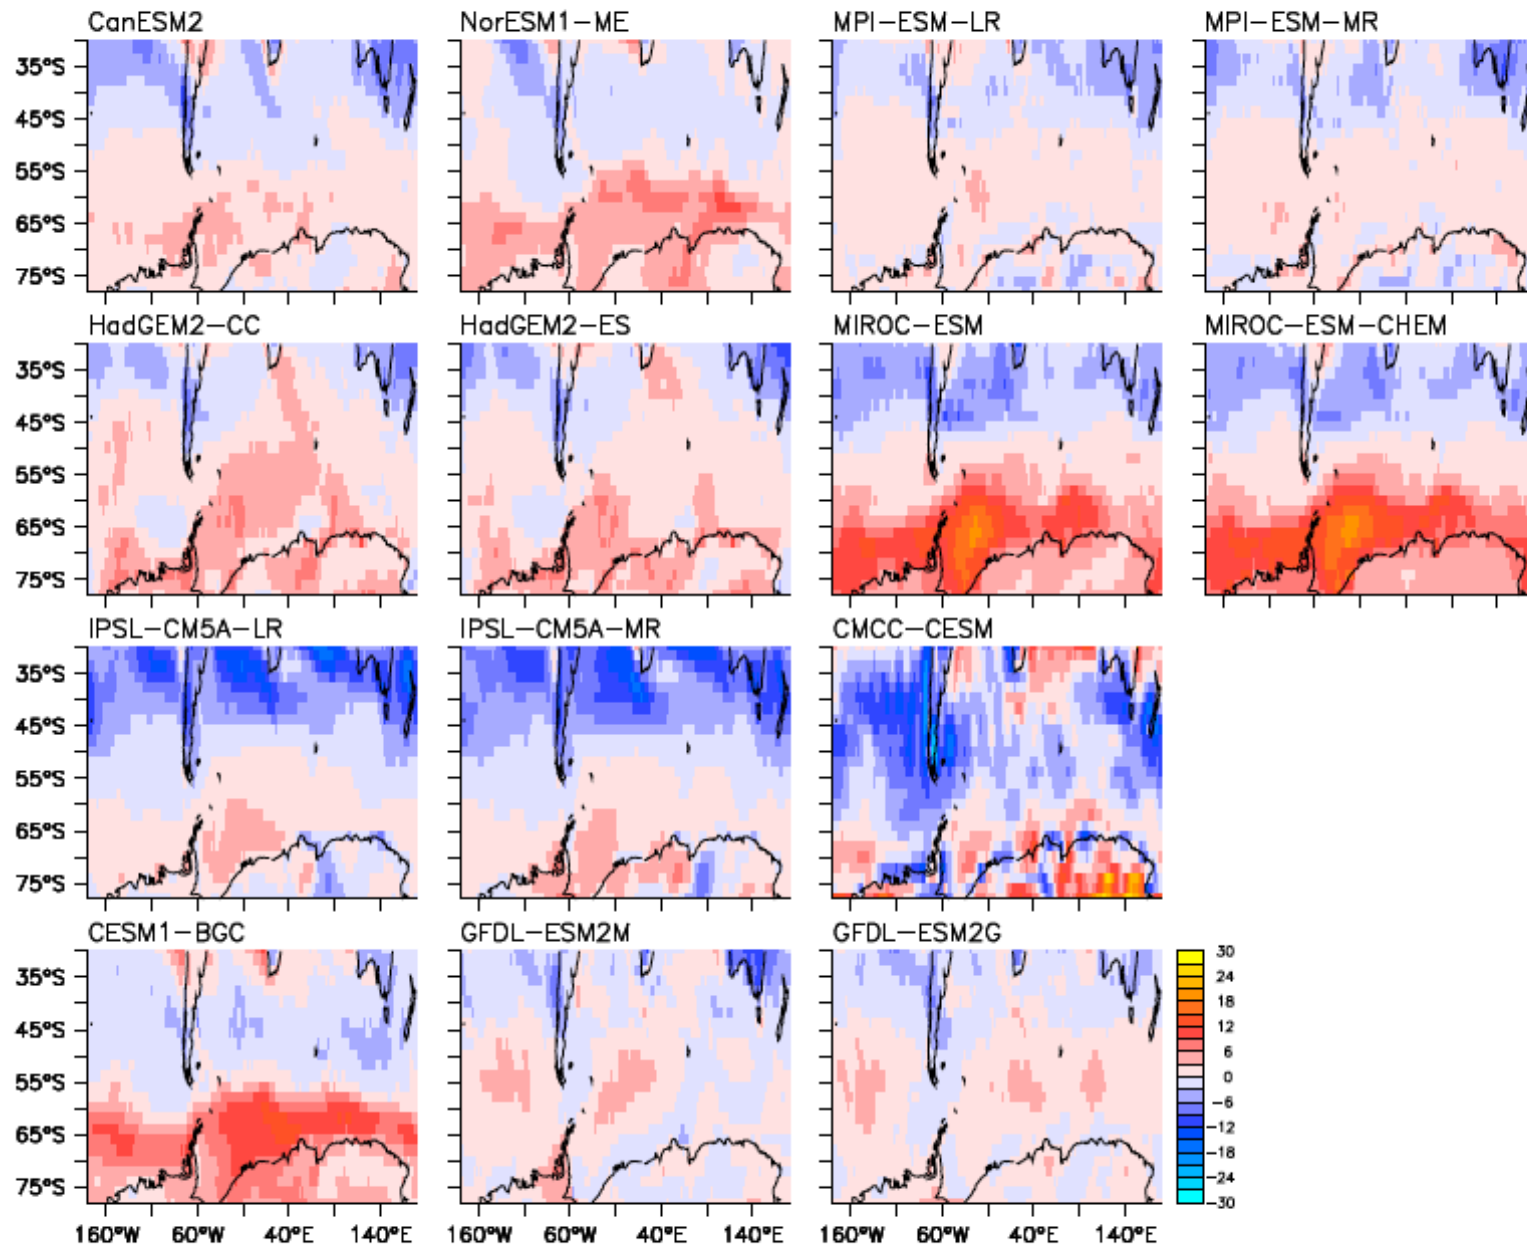 CanESM2 NorESM1-ME MPI-ESM-LR MPI-ESM-MR
35°S
45°S
55°S
65°S
75°S
HadGEM2-CC HadGEM2-ES MIROC-ESM MIROC-ESM-CHEM
35°S
45°S
55°S
65°S
75°S
IPSL-CM5A-LR IPSL-CM5A-MR CMCC-CESM
35°S
45°S
55°S
65°S
75°S
CESM1-BGC GFDL-ESM2M GFDL-ESM2G
35°S
45°S
55°S
65°S
75°S
160°W 60°W 40°E 140°E 160°W 60°W 40°E 140°E 160°W 60°W 40°E 140°E
30
24
18
12
6
0
-6
-12
-18
-24
-30